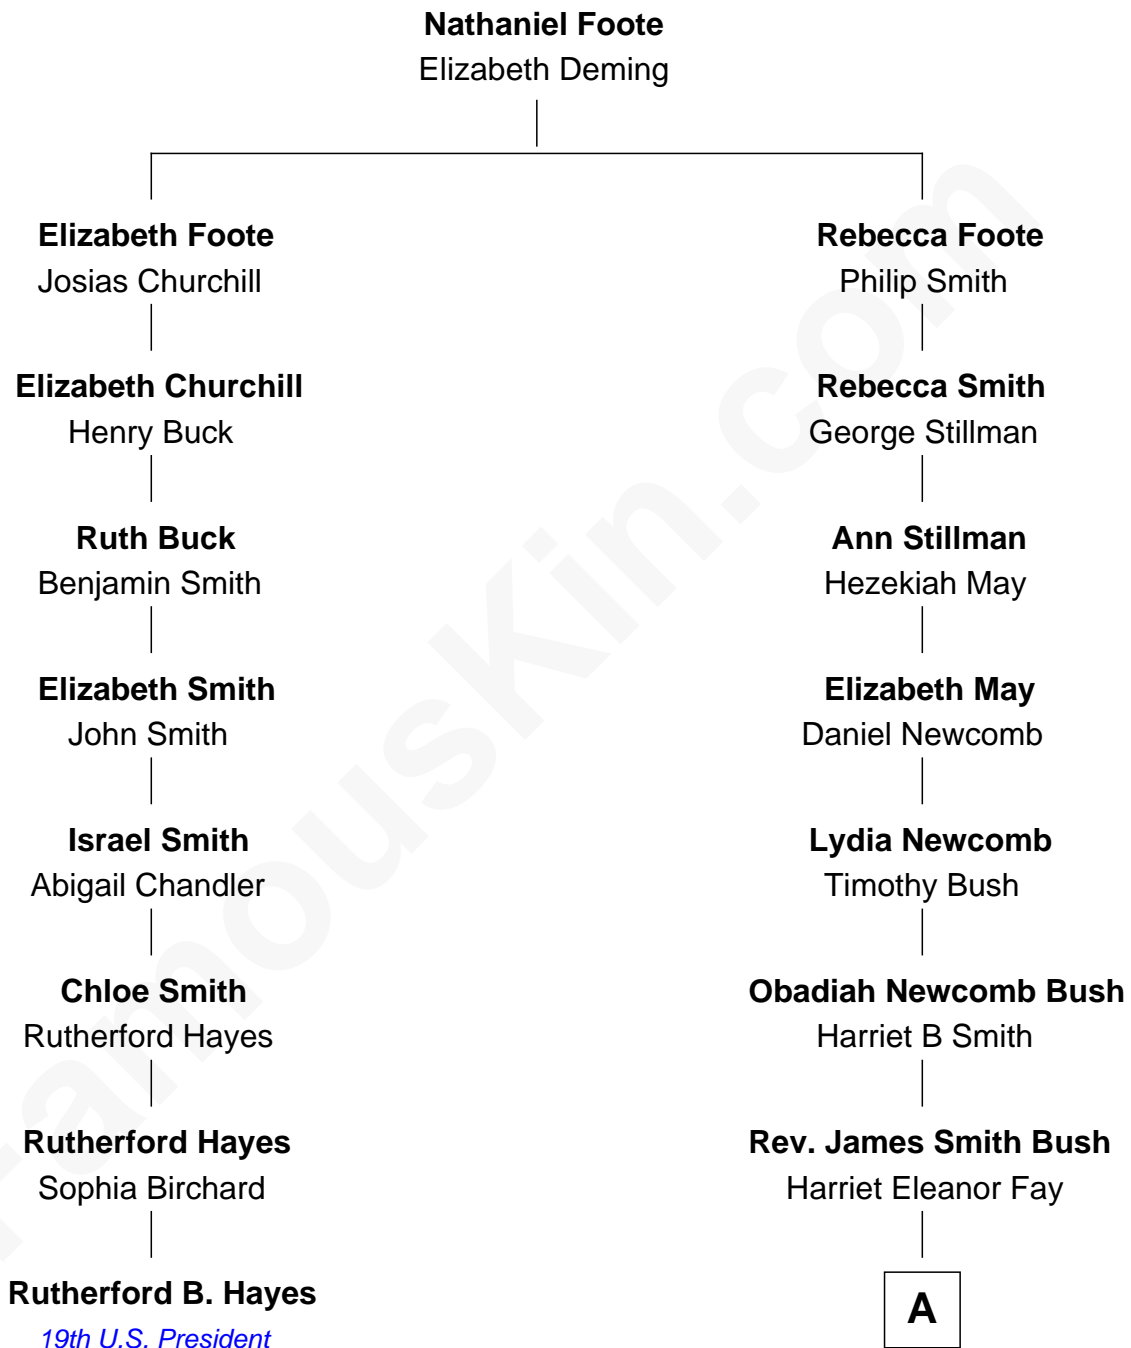 Nathaniel Foote
Elizabeth Deming
Elizabeth Foote
Josias Churchill
Rebecca Foote
Philip Smith
Elizabeth Churchill
Henry Buck
Rebecca Smith
George Stillman
Ruth Buck
Benjamin Smith
Ann Stillman
Hezekiah May
Elizabeth Smith
John Smith
Elizabeth May
Daniel Newcomb
Israel Smith
Abigail Chandler
Lydia Newcomb
Timothy Bush
Chloe Smith
Rutherford Hayes
Obadiah Newcomb Bush
Harriet B Smith
Rutherford Hayes
Sophia Birchard
Rev. James Smith Bush
Harriet Eleanor Fay
Rutherford B. Hayes
19th U.S. President
A
FamousKin.com